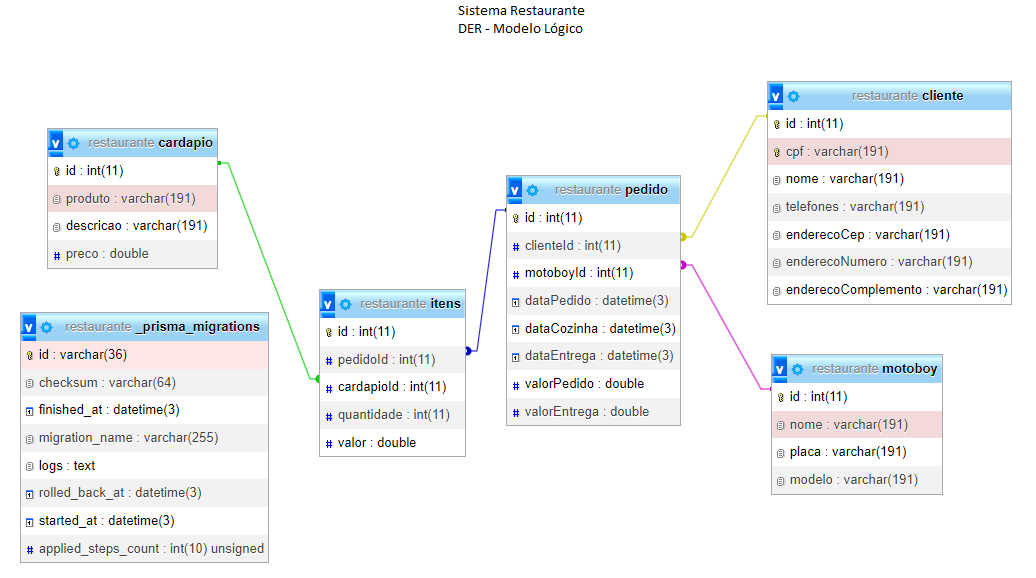 Sistema Restaurante
DER - Modelo Lógico
v restaurante cardapio
id : int(11)
produto : varchar(191)
descricao : varchar(191)
# preco : double
v restaurante _prisma_migrations
id : varchar(36)
checksum : varchar(64)
finished_at : datetime(3)
migration_name : varchar(255)
logs : text
rolled_back_at : datetime(3)
started_at : datetime(3)
# applied_steps_count : int(10) unsigned
v restaurante itens
id : int(11)
# pedidoId : int(11)
# cardapioId : int(11)
# quantidade : int(11)
# valor : double
v restaurante pedido
id : int(11)
# clienteId : int(11)
# motoboyId : int(11)
dataPedido : datetime(3)
dataCozinha : datetime(3)
dataEntrega : datetime(3)
# valorPedido : double
# valorEntrega : double
v restaurante cliente
id : int(11)
cpf : varchar(191)
nome : varchar(191)
telefones : varchar(191)
enderecoCep : varchar(191)
enderecoNumero : varchar(191)
enderecoComplemento : varchar(191)
v restaurante motoboy
id : int(11)
nome : varchar(191)
placa : varchar(191)
modelo : varchar(191)